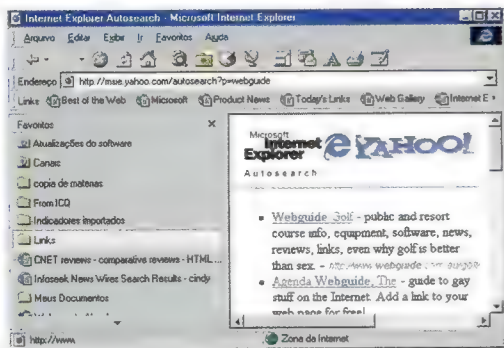 Internet Explorer Autosearch - Microsoft Internet Explorer
Arquivo Editar Exibir Ir Favoritos Ajuda
Endereço http://msie.yahoo.com/autosearch?p=webguide
Links Best of the Web Microsoft Product News Today's Links Web Gallery Internet E
Favoritos
Atualizações do software
Canais
copia de materias
From ICQ
Indicadores importados
Links
CNET reviews - comparative reviews - HTML ...
Infoseek News Wires Search Results - cindy
Meus Documentos
Microsoft
Internet
Explorer
YAHOO!
Autosearch
Webguide Golf - public and resort
course info, equipment, software, news,
reviews, links, even why golf is better
than sex. -
Agenda Webguide, The - guide to gay
stuff on the Internet. Add a link to your
web page for free!
http://www.
Zona da Internet